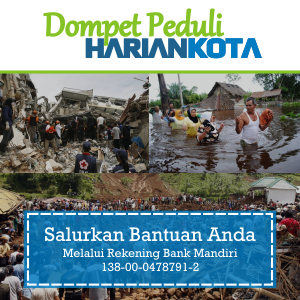 Dompet Peduli
HARIANKOTA
Salurkan Bantuan Anda
Melalui Rekening Bank Mandiri
138-00-0478791-2